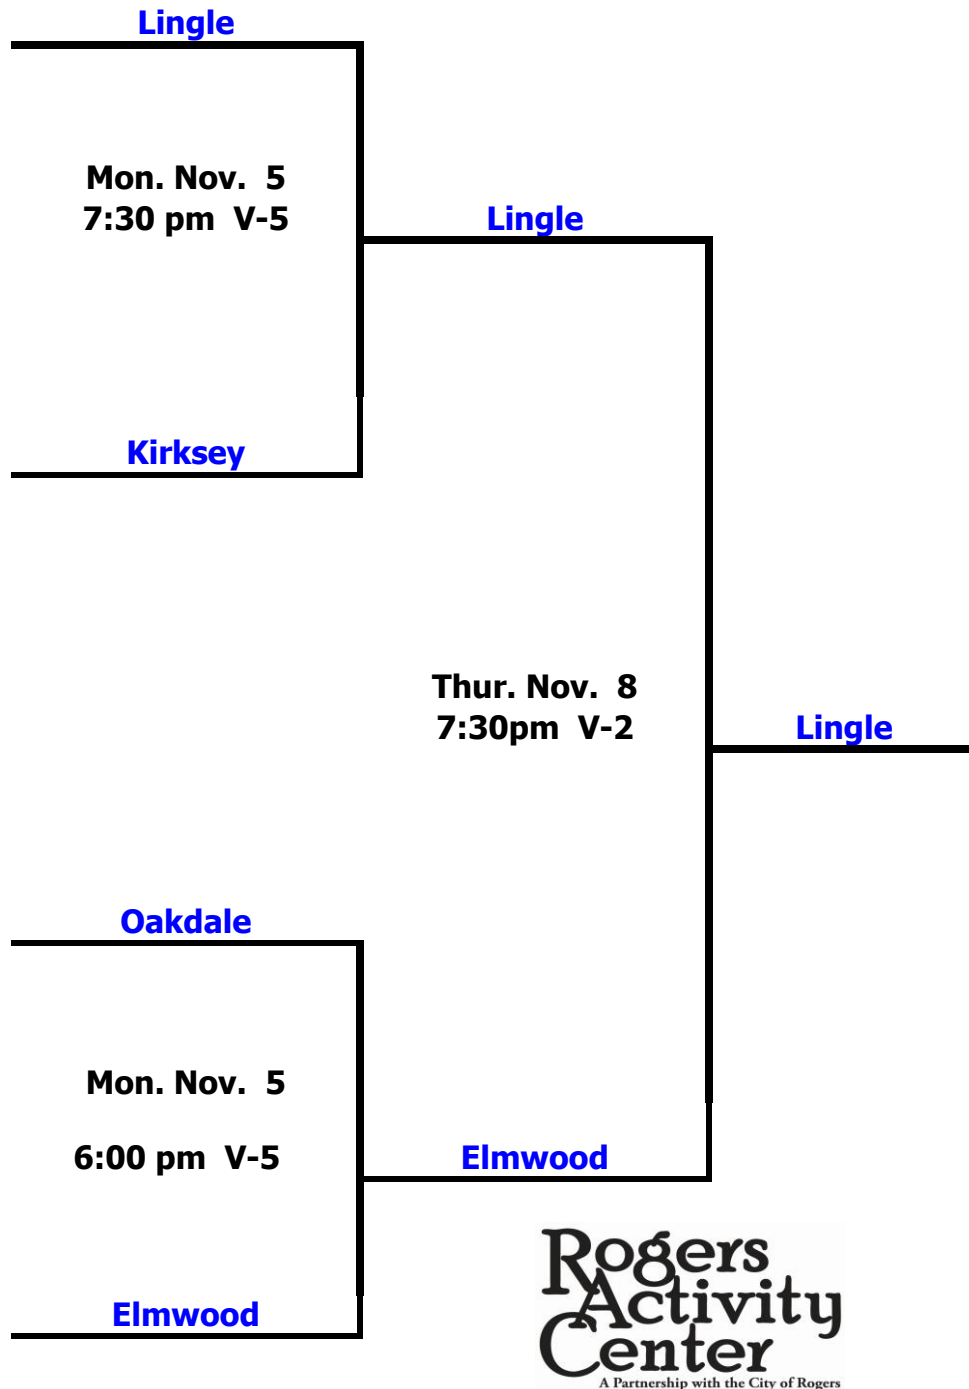 Lingle
Mon. Nov.  5
7:30 pm  V-5
Lingle
Kirksey
Thur. Nov.  8
7:30pm  V-2
Lingle
Oakdale
Mon. Nov.  5
6:00 pm  V-5
Elmwood
Elmwood
Rogers
Activity
Center
A Partnership with the City of Rogers